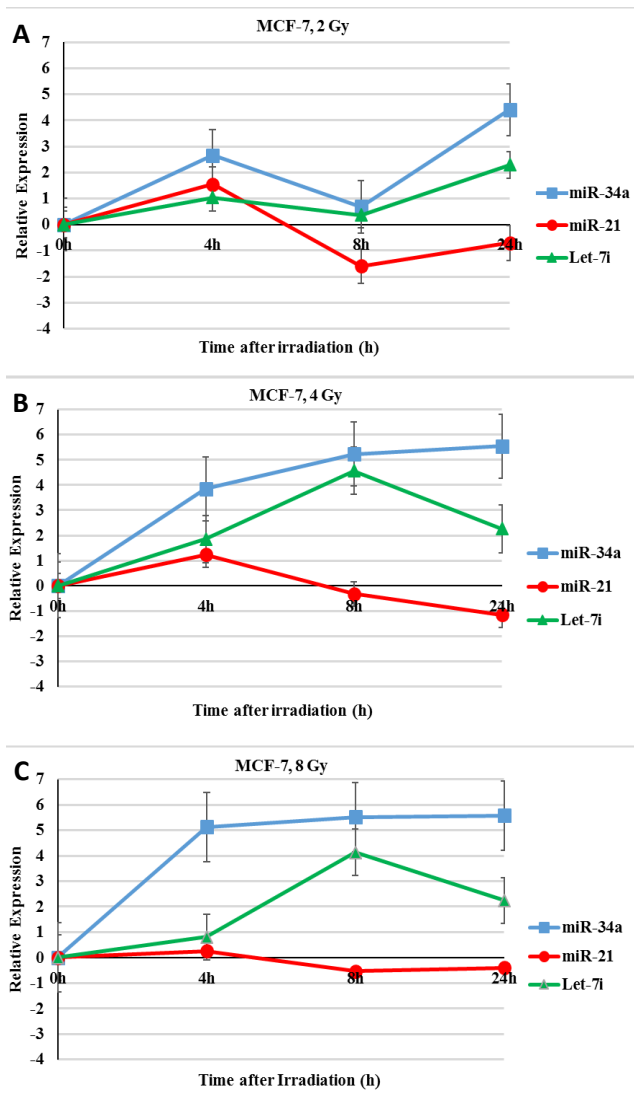 A
MCF-7, 2 Gy
7
6
5
4
3
2
1
0
-1
-2
-3
-4
Relative Expression
0h
4h
8h
24h
Time after irradiation (h)
miR-34a
miR-21
Let-7i
B
MCF-7, 4 Gy
7
6
5
4
3
2
1
0
-1
-2
-3
-4
Relative Expression
0h
4h
8h
24h
Time after irradiation (h)
miR-34a
miR-21
Let-7i
C
MCF-7, 8 Gy
7
6
5
4
3
2
1
0
-1
-2
-3
-4
Relative Expression
0h
4h
8h
24h
Time after Irradiation (h)
miR-34a
miR-21
Let-7i